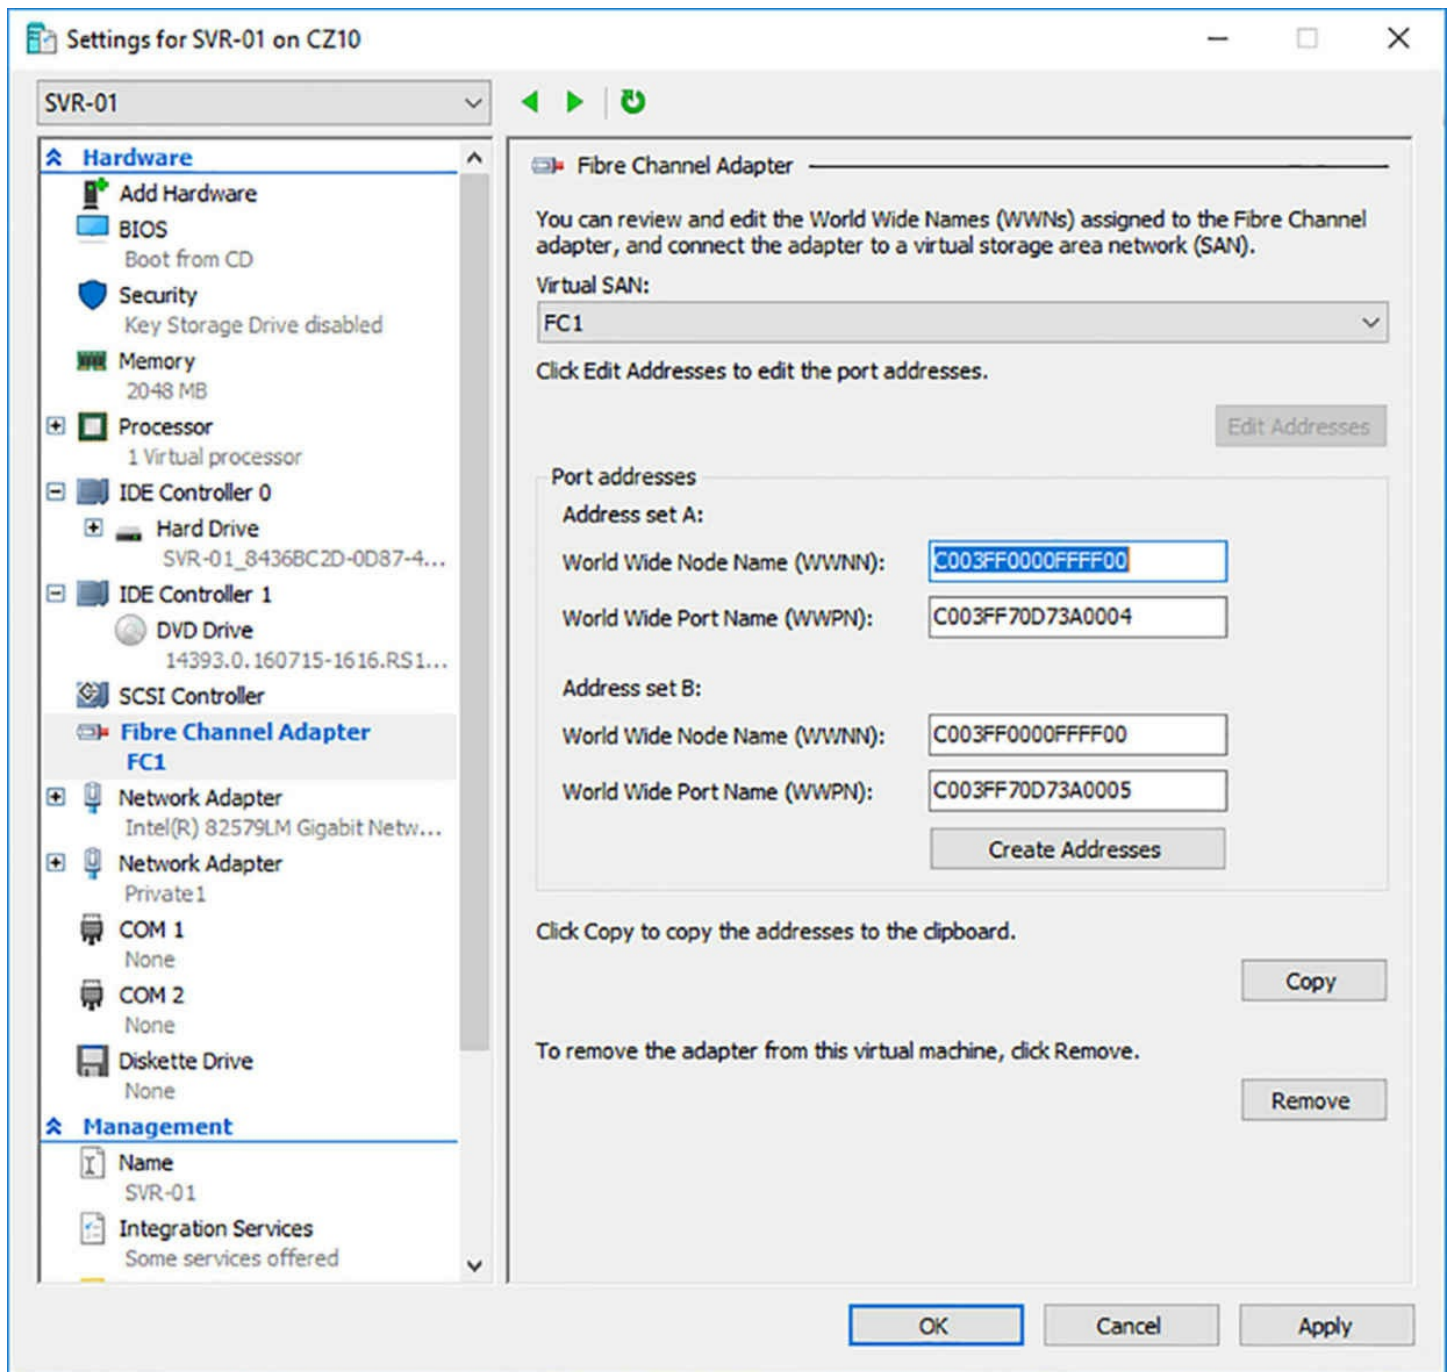 Settings for SVR-01 on CZ10
SVR-01
Hardware
Add Hardware
BIOS
Boot from CD
Security
Key Storage Drive disabled
Memory
2048 MB
Processor
1 Virtual processor
IDE Controller 0
Hard Drive
SVR-01_8436BC2D-0D87-4...
IDE Controller 1
DVD Drive
14393.0.160715-1616.RS1...
SCSI Controller
Fibre Channel Adapter
FC1
Network Adapter
Intel(R) 82579LM Gigabit Netw...
Network Adapter
Private1
COM 1
None
COM 2
None
Diskette Drive
None
Management
Name
SVR-01
Integration Services
Some services offered
Fibre Channel Adapter
You can review and edit the World Wide Names (WWNs) assigned to the Fibre Channel
adapter, and connect the adapter to a virtual storage area network (SAN).
Virtual SAN:
FC1
Click Edit Addresses to edit the port addresses.
Edit Addresses
Port addresses
Address set A:
World Wide Node Name (WWNN): C003FF0000FFFF00
World Wide Port Name (WWPN): C003FF70D73A0004
Address set B:
World Wide Node Name (WWNN): C003FF0000FFFF00
World Wide Port Name (WWPN): C003FF70D73A0005
Create Addresses
Click Copy to copy the addresses to the clipboard.
Copy
To remove the adapter from this virtual machine, click Remove.
Remove
OK Cancel Apply